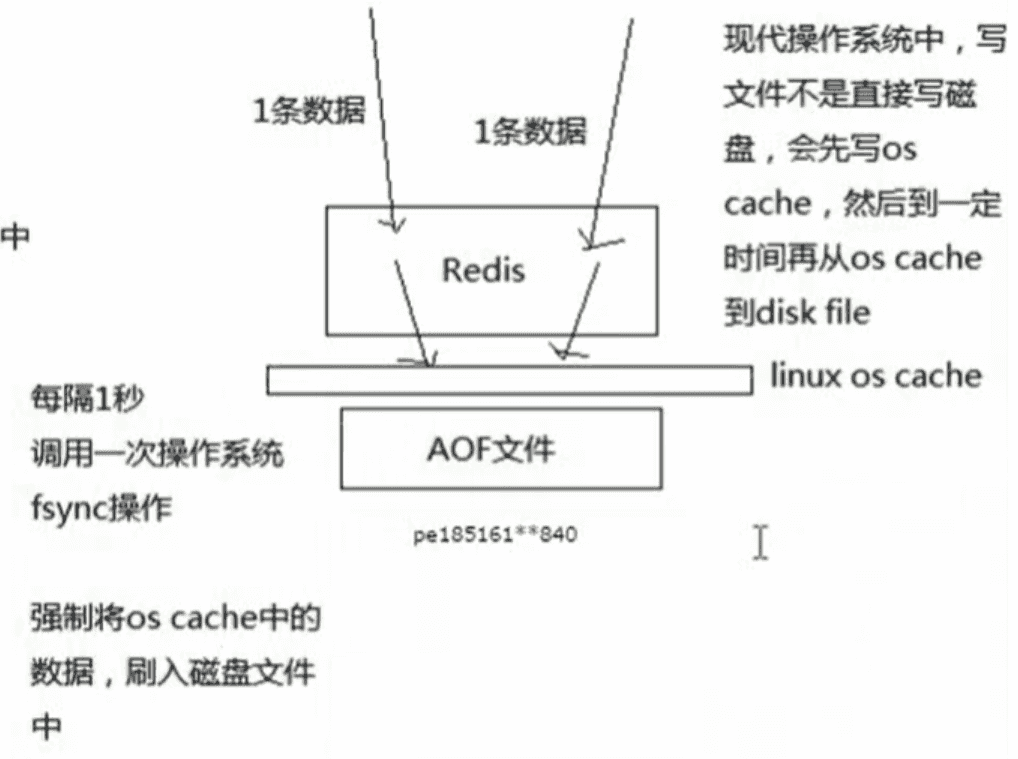 1条数据
1条数据
现代操作系统中，写
文件不是直接写磁
盘，会先写os
cache，然后到一定
时间再从os cache
到disk file
中
Redis
linux os cache
每隔1秒
调用一次操作系统
fsync操作
AOF文件
pe185161**840
强制将os cache中的
数据，刷入磁盘文件
中